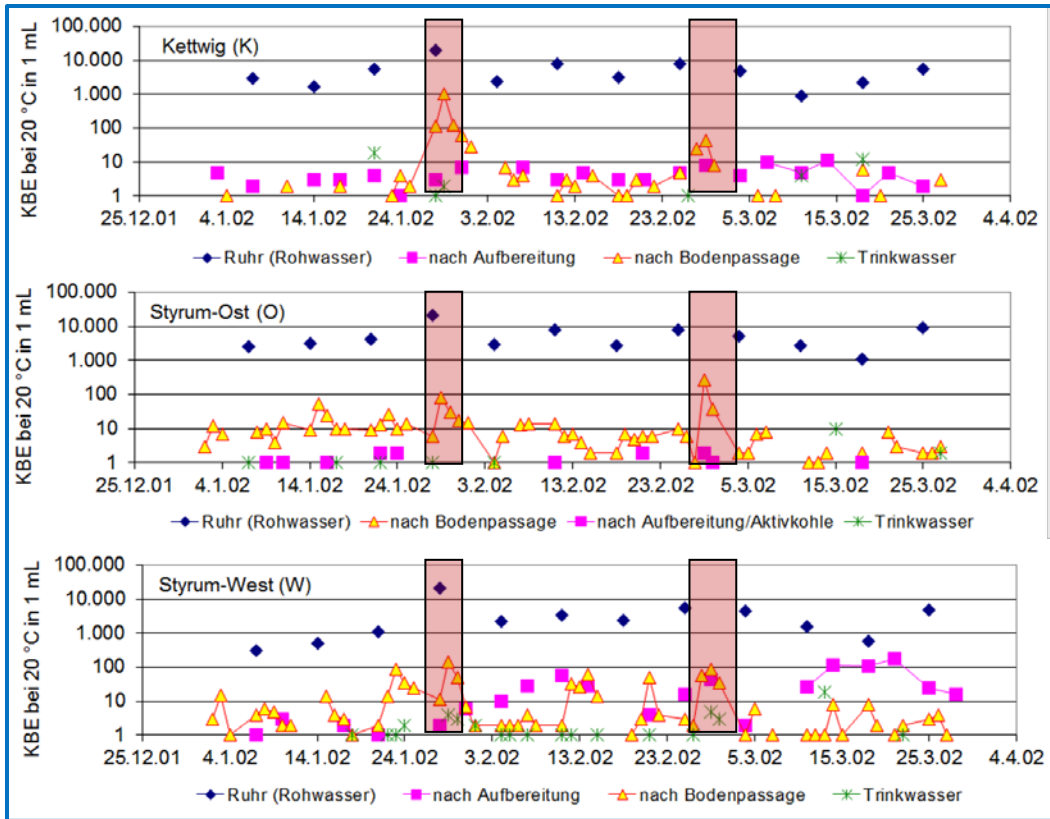 KBE bei 20 °C in 1 mL
100.000
10.000
1.000
100
10
1
Kettwig (K)
25.12.01 4.1.02 14.1.02 24.1.02 3.2.02 13.2.02 23.2.02 5.3.02 15.3.02 25.3.02 4.4.02
Ruhr (Rohwasser) nach Aufbereitung nach Bodenpassage Trinkwasser
KBE bei 20 °C in 1 mL
100.000
10.000
1.000
100
10
1
Styrum-Ost (O)
25.12.01 4.1.02 14.1.02 24.1.02 3.2.02 13.2.02 23.2.02 5.3.02 15.3.02 25.3.02 4.4.02
Ruhr (Rohwasser) nach Bodenpassage nach Aufbereitung/Aktivkohle Trinkwasser
KBE bei 20 °C in 1 mL
100.000
10.000
1.000
100
10
1
Styrum-West (W)
25.12.01 4.1.02 14.1.02 24.1.02 3.2.02 13.2.02 23.2.02 5.3.02 15.3.02 25.3.02 4.4.02
Ruhr (Rohwasser) nach Aufbereitung nach Bodenpassage Trinkwasser